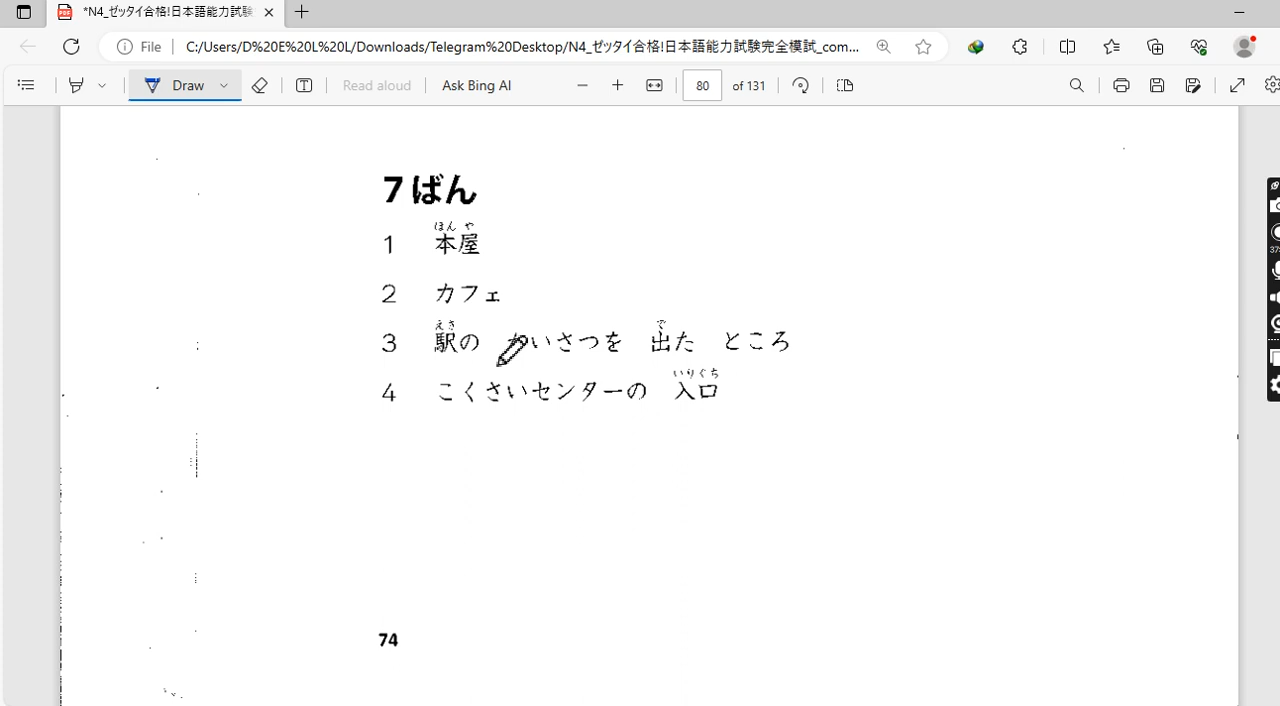 *N4_ゼッタイ合格!日本語能力試験
File C:/Users/D%20E%20L%20L/Downloads/Telegram%20Desktop/N4_ゼッタイ合格!日本語能力試験完全模試_com...
Draw Read aloud Ask Bing AI 80 of 131
7ばん
ほん や
1 本屋
2 カフェ
えき で
3 駅の かいさつを 出た ところ
いりぐち
4 こくさいセンターの 入口
74